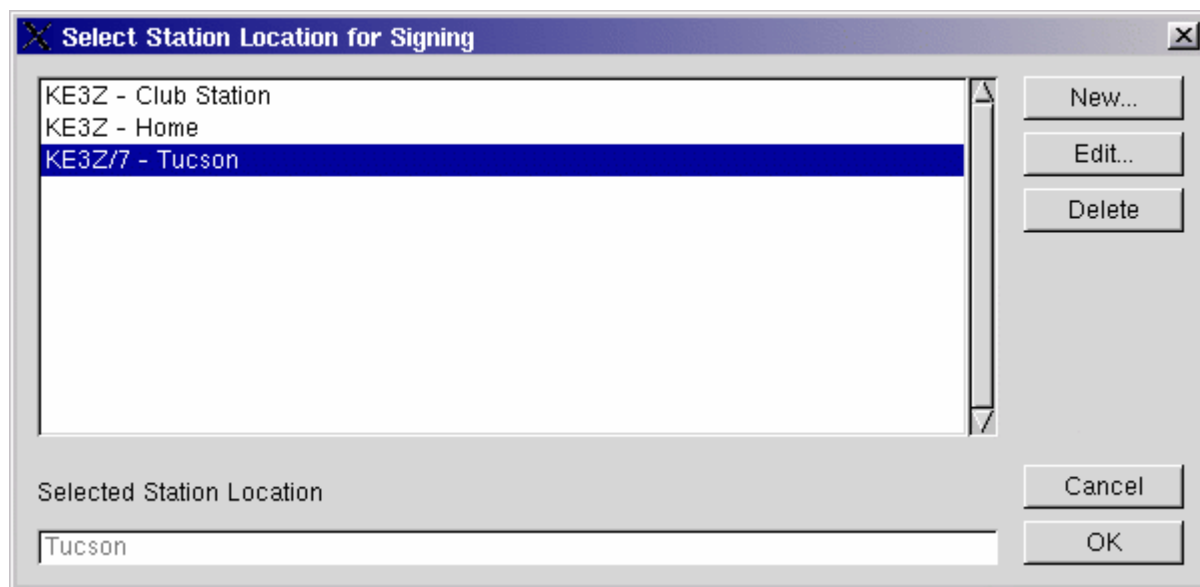 Select Station Location for Signing
KE3Z - Club Station
KE3Z - Home
KE3Z/7 - Tucson
New...
Edit...
Delete
Selected Station Location
Tucson
Cancel
OK